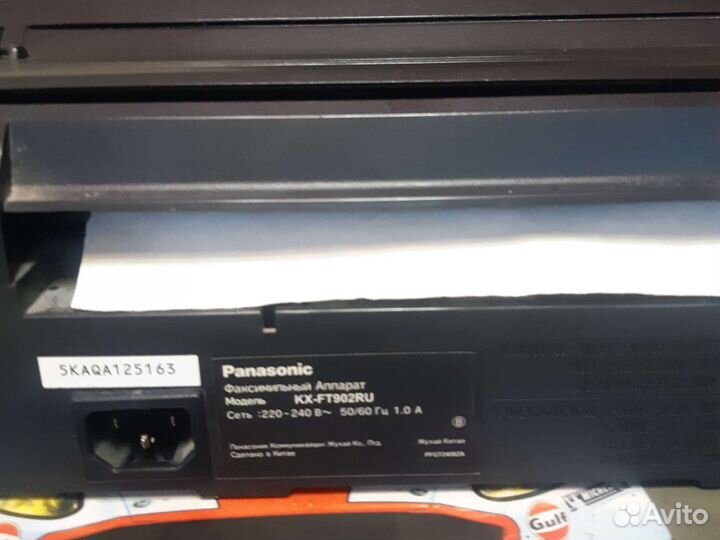 5KAQA125163
Panasonic
Факсимильный Аппарат
Модель KX-FT902RU
Сеть :220-240 В~ 50/60 Гц 1.0 А
B
Панасоник Коммуникейшнс Жухай Ко., Лтд. Жухай Китай
Сделано в Китае
Gulf
Avito